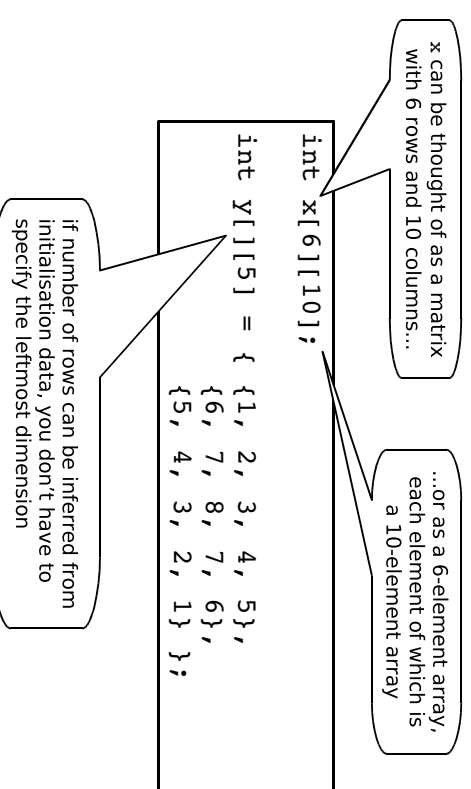 x can be thought of as a matrix
with 6 rows and 10 columns...
...or as a 6-element array,
each element of which is
a 10-element array
int x[6][10];
int y[][5] = { {1, 2, 3, 4, 5},
{6, 7, 8, 7, 6},
{5, 4, 3, 2, 1} };
if number of rows can be inferred from
initialisation data, you don’t have to
specify the leftmost dimension